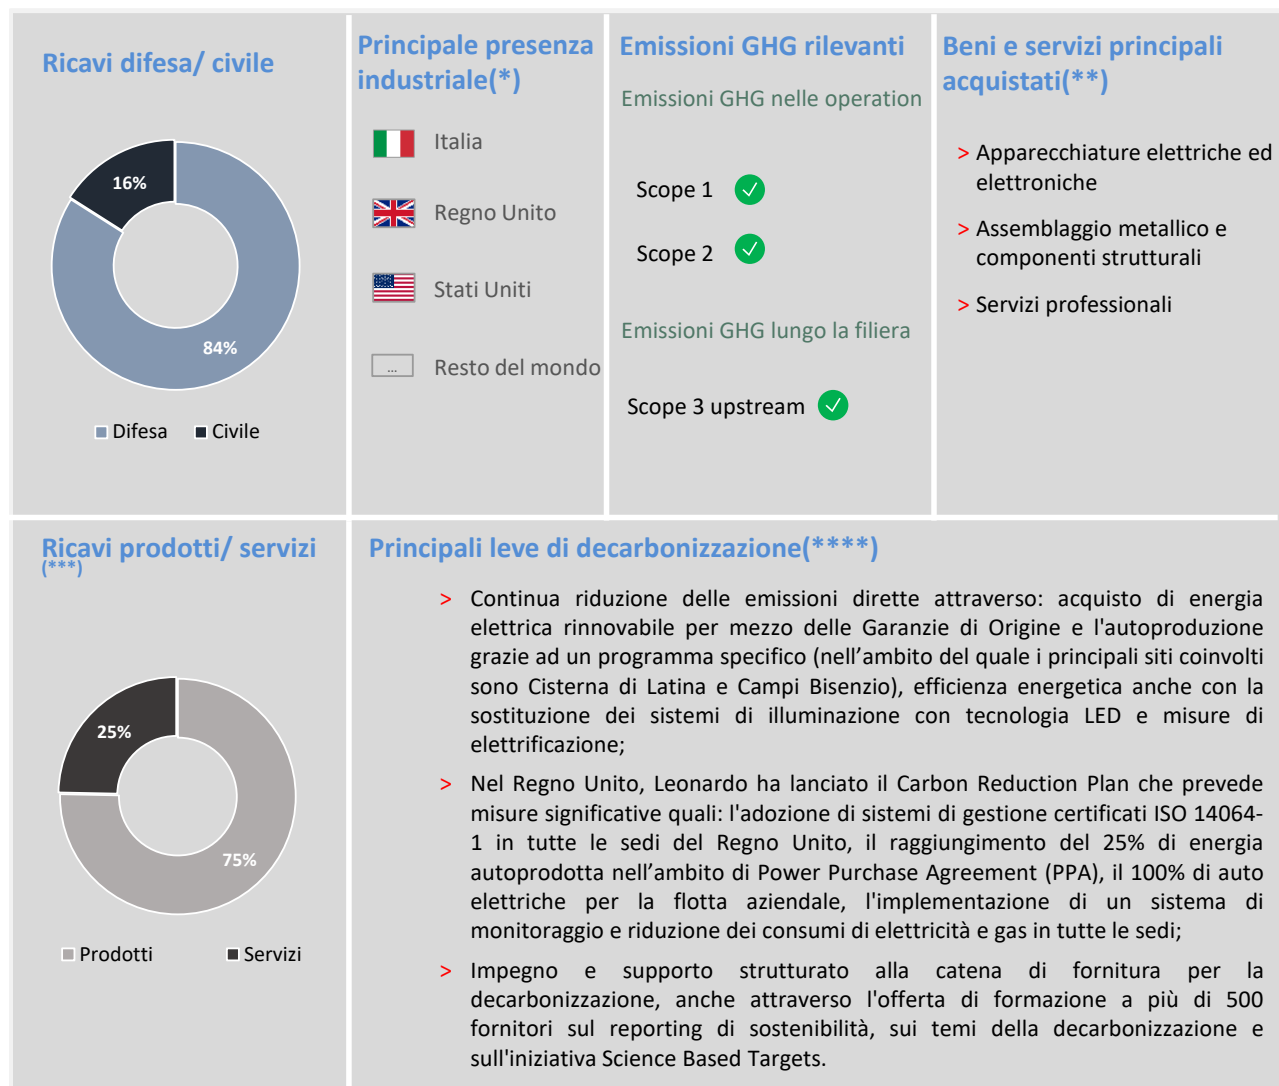 Ricavi difesa/ civile
16%
84%
Difesa
Civile
Principale presenza
industriale(*)
Italia
Regno Unito
Stati Uniti
...
Resto del mondo
Emissioni GHG rilevanti
Emissioni GHG nelle operation
Scope 1
Scope 2
Emissioni GHG lungo la filiera
Scope 3 upstream
Beni e servizi principali
acquistati(**)
> Apparecchiature elettriche ed
elettroniche
> Assemblaggio metallico e
componenti strutturali
> Servizi professionali
Ricavi prodotti/ servizi
(***)
25%
75%
Prodotti
Servizi
Principali leve di decarbonizzazione(****)
> Continua riduzione delle emissioni dirette attraverso: acquisto di energia
elettrica rinnovabile per mezzo delle Garanzie di Origine e l'autoproduzione
grazie ad un programma specifico (nell’ambito del quale i principali siti coinvolti
sono Cisterna di Latina e Campi Bisenzio), efficienza energetica anche con la
sostituzione dei sistemi di illuminazione con tecnologia LED e misure di
elettrificazione;
> Nel Regno Unito, Leonardo ha lanciato il Carbon Reduction Plan che prevede
misure significative quali: l'adozione di sistemi di gestione certificati ISO 14064-
1 in tutte le sedi del Regno Unito, il raggiungimento del 25% di energia
autoprodotta nell’ambito di Power Purchase Agreement (PPA), il 100% di auto
elettriche per la flotta aziendale, l'implementazione di un sistema di
monitoraggio e riduzione dei consumi di elettricità e gas in tutte le sedi;
> Impegno e supporto strutturato alla catena di fornitura per la
decarbonizzazione, anche attraverso l'offerta di formazione a più di 500
fornitori sul reporting di sostenibilità, sui temi della decarbonizzazione e
sull'iniziativa Science Based Targets.